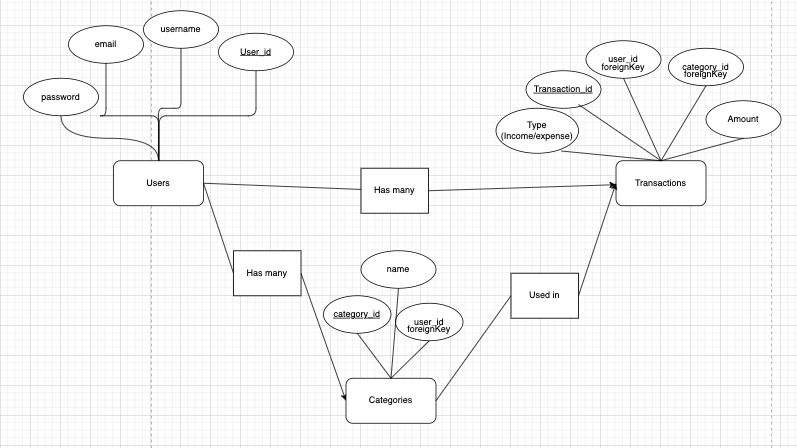 username
email
User_id
password
Users
user_id
foreignKey
category_id
foreignKey
Transaction_id
Amount
Type
(Income/expense)
Has many
Transactions
Has many
name
Used in
category_id
user_id
foreignKey
Categories